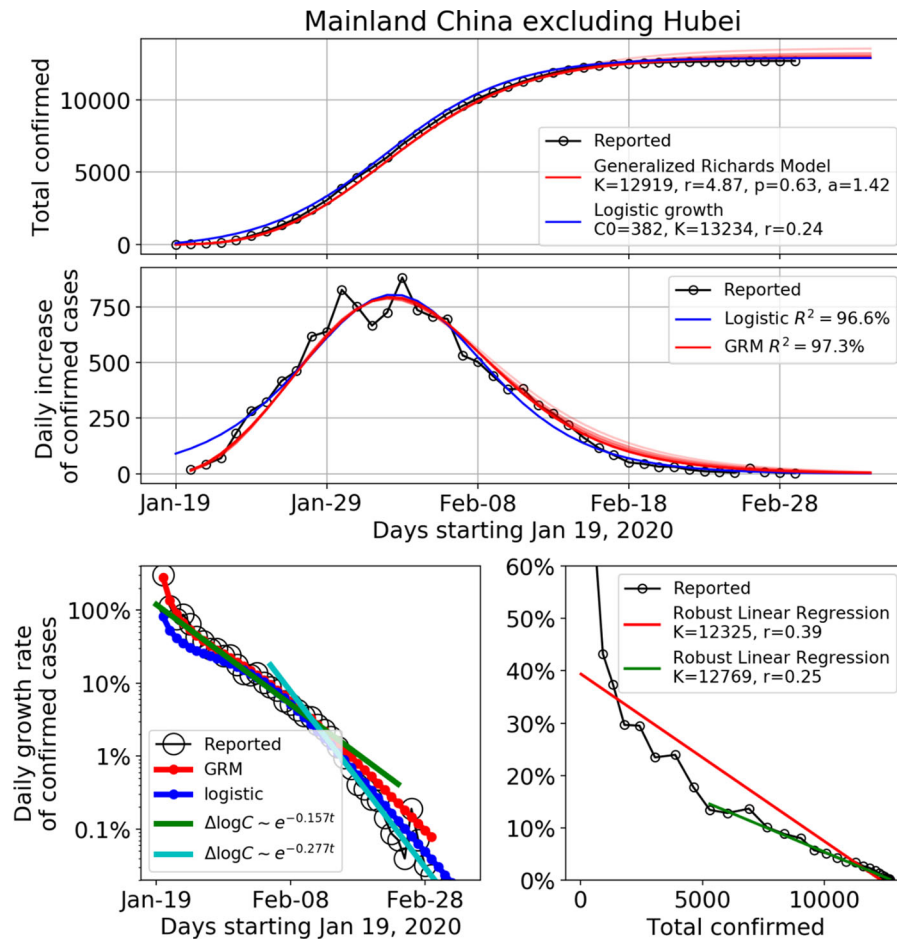 Mainland China excluding Hubei
Total confirmed
10000
5000
0
Reported
Generalized Richards Model
K=12919, r=4.87, p=0.63, a=1.42
Logistic growth
C0=382, K=13234, r=0.24
Daily increase
of confirmed cases
750
500
250
0
Reported
Logistic R² = 96.6%
GRM R² = 97.3%
Jan-19 Jan-29 Feb-08 Feb-18 Feb-28
Days starting Jan 19, 2020
Daily growth rate
of confirmed cases
100%
10%
1%
0.1%
Reported
GRM
logistic
ΔlogC ~ e^{-0.157t}
ΔlogC ~ e^{-0.277t}
Jan-19 Feb-08 Feb-28
Days starting Jan 19, 2020
60%
50%
40%
30%
20%
10%
0%
Reported
Robust Linear Regression
K=12325, r=0.39
Robust Linear Regression
K=12769, r=0.25
0 5000 10000
Total confirmed